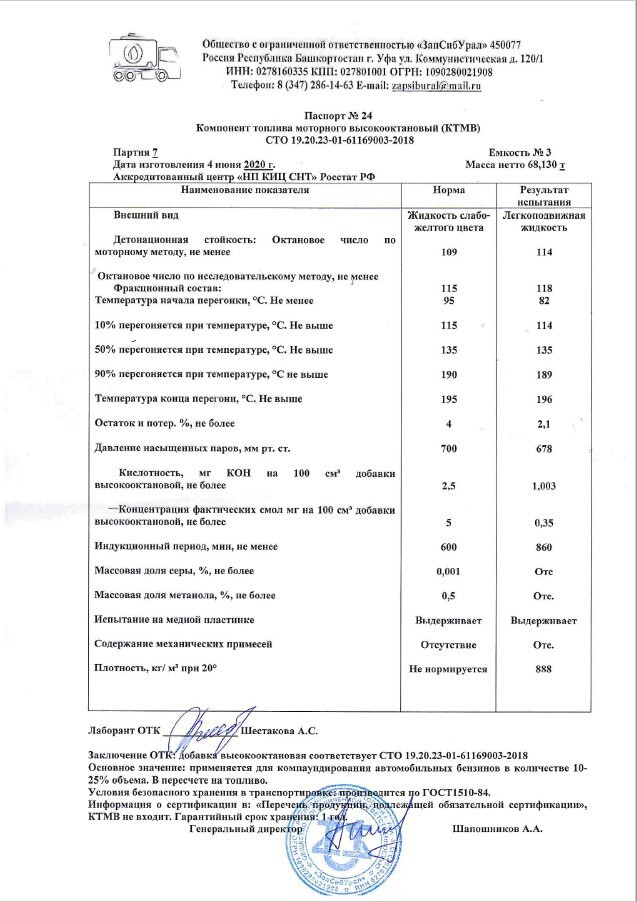 Общество с ограниченной ответственностью «ЗапСибУрал» 450077
Россия Республика Башкортостан г. Уфа ул. Коммунистическая д. 120/1
ИНН: 0278160335 КПП: 027801001 ОГРН: 1090280021908
Телефон: 8 (347) 286-14-63 E-mail: zapsibural@mail.ru
Паспорт № 24
Компонент топлива моторного высокооктановый (КТМВ)
СТО 19.20.23-01-61169003-2018
Партия 7 Емкость № 3
Дата изготовления 4 июня 2020 г. Масса нетто 68,130 т
Аккредитованный центр «НП КИЦ СНТ» Росстат РФ
Наименование показателя Норма Результат
испытания
Внешний вид Жидкость слабо- Легкоподвижная
желтого цвета жидкость
Детонационная стойкость: Октановое число по
моторному методу, не менее 109 114
Октановое число по исследовательскому методу, не менее
Фракционный состав: 115 118
Температура начала перегонки, °С. Не менее 95 82
10% перегоняется при температуре, °С. Не выше 115 114
50% перегоняется при температуре, °С. Не выше 135 135
90% перегоняется при температуре, °С не выше 190 189
Температура конца перегони, °С. Не выше 195 196
Остаток и потер. %, не более 4 2,1
Давление насыщенных паров, мм рт. ст. 700 678
Кислотность, мг КОН на 100 см³ добавки
высокооктановой, не более 2,5 1,003
Концентрация фактических смол мг на 100 см³ добавки
высокооктановой, не более 5 0,35
Индукционный период, мин, не менее 600 860
Массовая доля серы, %, не более 0,001 Отс
Массовая доля метанола, %, не более 0,5 Отс.
Испытание на медной пластинке Выдерживает Выдерживает
Содержание механических примесей Отсутствие Отс.
Плотность, кг/ м³ при 20° Не нормируется 888
Лаборант ОТК Шестакова А.С.
Заключение ОТК: добавка высокооктановая соответствует СТО 19.20.23-01-61169003-2018
Основное значение: применяется для компаундирования автомобильных бензинов в количестве 10-
25% объема. В пересчете на топливо.
Условия безопасного хранения в транспортировке: производится по ГОСТ1510-84.
Информация о сертификации в: «Перечень продукции, подлежащей обязательной сертификации»,
КТМВ не входит. Гарантийный срок хранения: 1 год.
Генеральный директор Шапошников А.А.
«ЗапСибУрал»